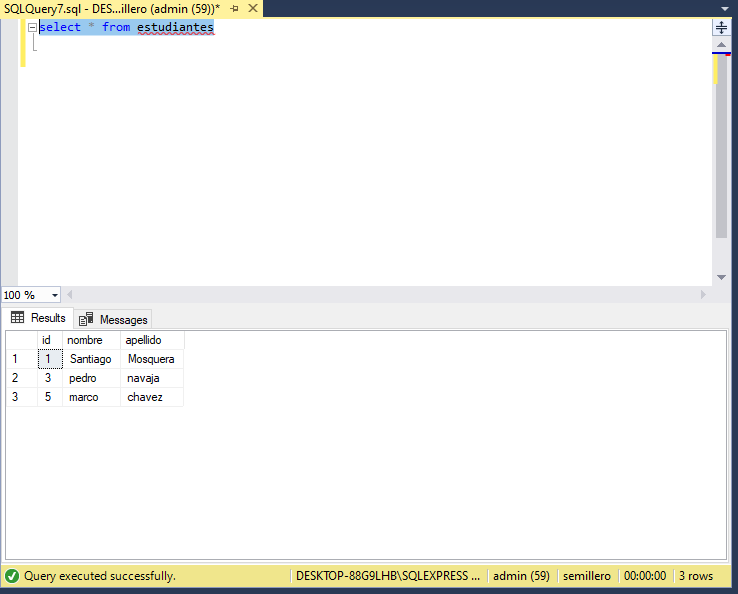 SQLQuery7.sql - DES...illero (admin (59))*
select * from estudiantes
100 %
Results Messages
id nombre apellido
1 1 Santiago Mosquera
2 3 pedro navaja
3 5 marco chavez
Query executed successfully. DESKTOP-88G9LHB\SQLEXPRESS ... admin (59) semillero 00:00:00 3 rows